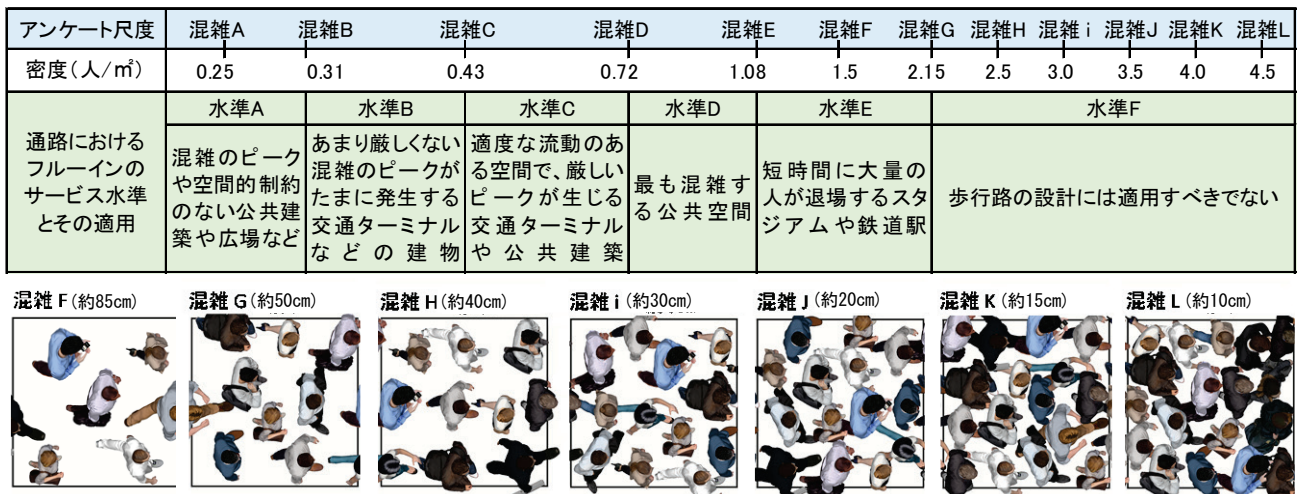 アンケート尺度 混雑A 混雑B 混雑C 混雑D 混雑E 混雑F 混雑G 混雑H 混雑i 混雑J 混雑K 混雑L
密度(人/㎡) 0.25 0.31 0.43 0.72 1.08 1.5 2.15 2.5 3.0 3.5 4.0 4.5
通路における
フルーインの
サービス水準
とその適用
水準A
混雑のピーク
や空間的制約
のない公共建
築や広場など
水準B
あまり厳しくない
混雑のピークが
たまに発生する
交通ターミナル
などの建物
水準C
適度な流動のあ
る空間で、厳しい
ピークが生じる
交通ターミナル
や公共建築
水準D
最も混雑す
る公共空間
水準E
短時間に大量の
人が退場するスタ
ジアムや鉄道駅
水準F
歩行路の設計には適用すべきでない
混雑 F (約85cm)
混雑 G (約50cm)
混雑 H (約40cm)
混雑 i (約30cm)
混雑 J (約20cm)
混雑 K (約15cm)
混雑 L (約10cm)